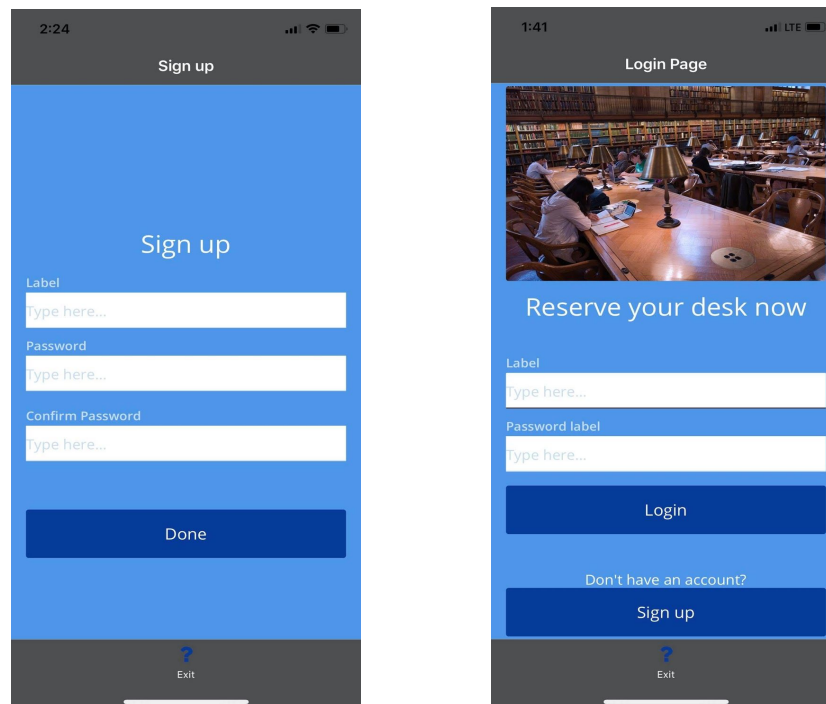 2:24
Sign up
Sign up
Label
Type here...
Password
Type here...
Confirm Password
Type here...
Done
?
Exit
1:41
LTE
Login Page
Reserve your desk now
Label
Type here...
Password label
Type here...
Login
Don't have an account?
Sign up
?
Exit